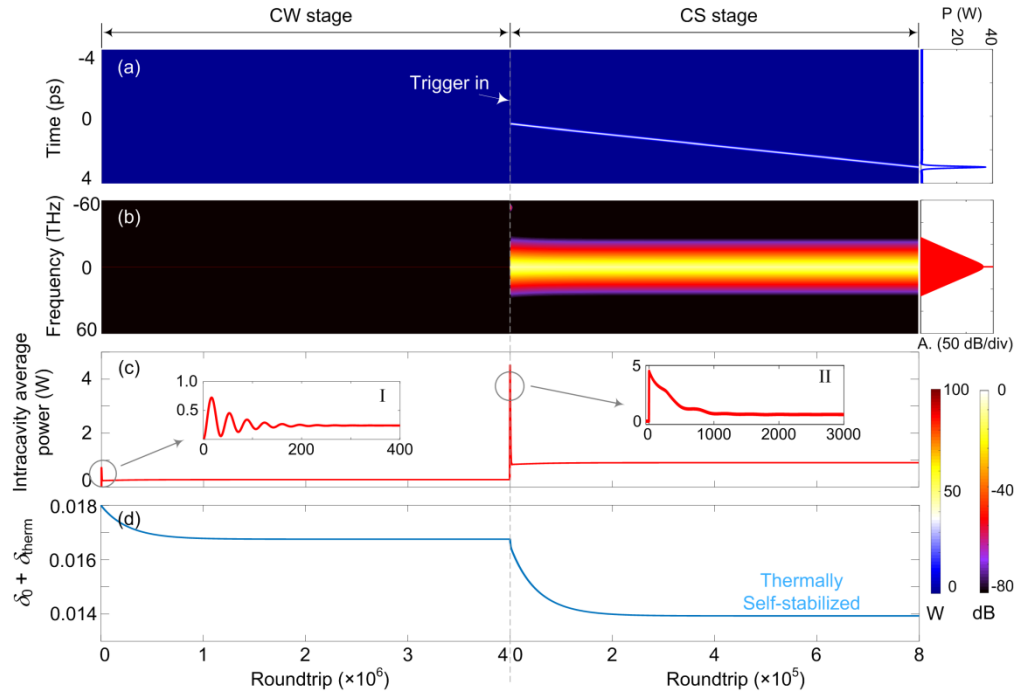 CW stage
CS stage
P (W)
20
40
-4
0
4
Time (ps)
(a)
Trigger in
-60
0
60
Frequency (THz)
(b)
A. (50 dB/div)
Intracavity average
power (W)
4
2
0
(c)
1.0
0.5
0
200
400
I
5
0
0
1000
2000
3000
II
100
50
0
W
0
-40
-80
dB
δ0 + δtherm
0.018
0.016
0.014
(d)
Thermally
Self-stabilized
0
1
2
3
4
0
2
4
6
8
Roundtrip (×10⁶)
Roundtrip (×10⁵)